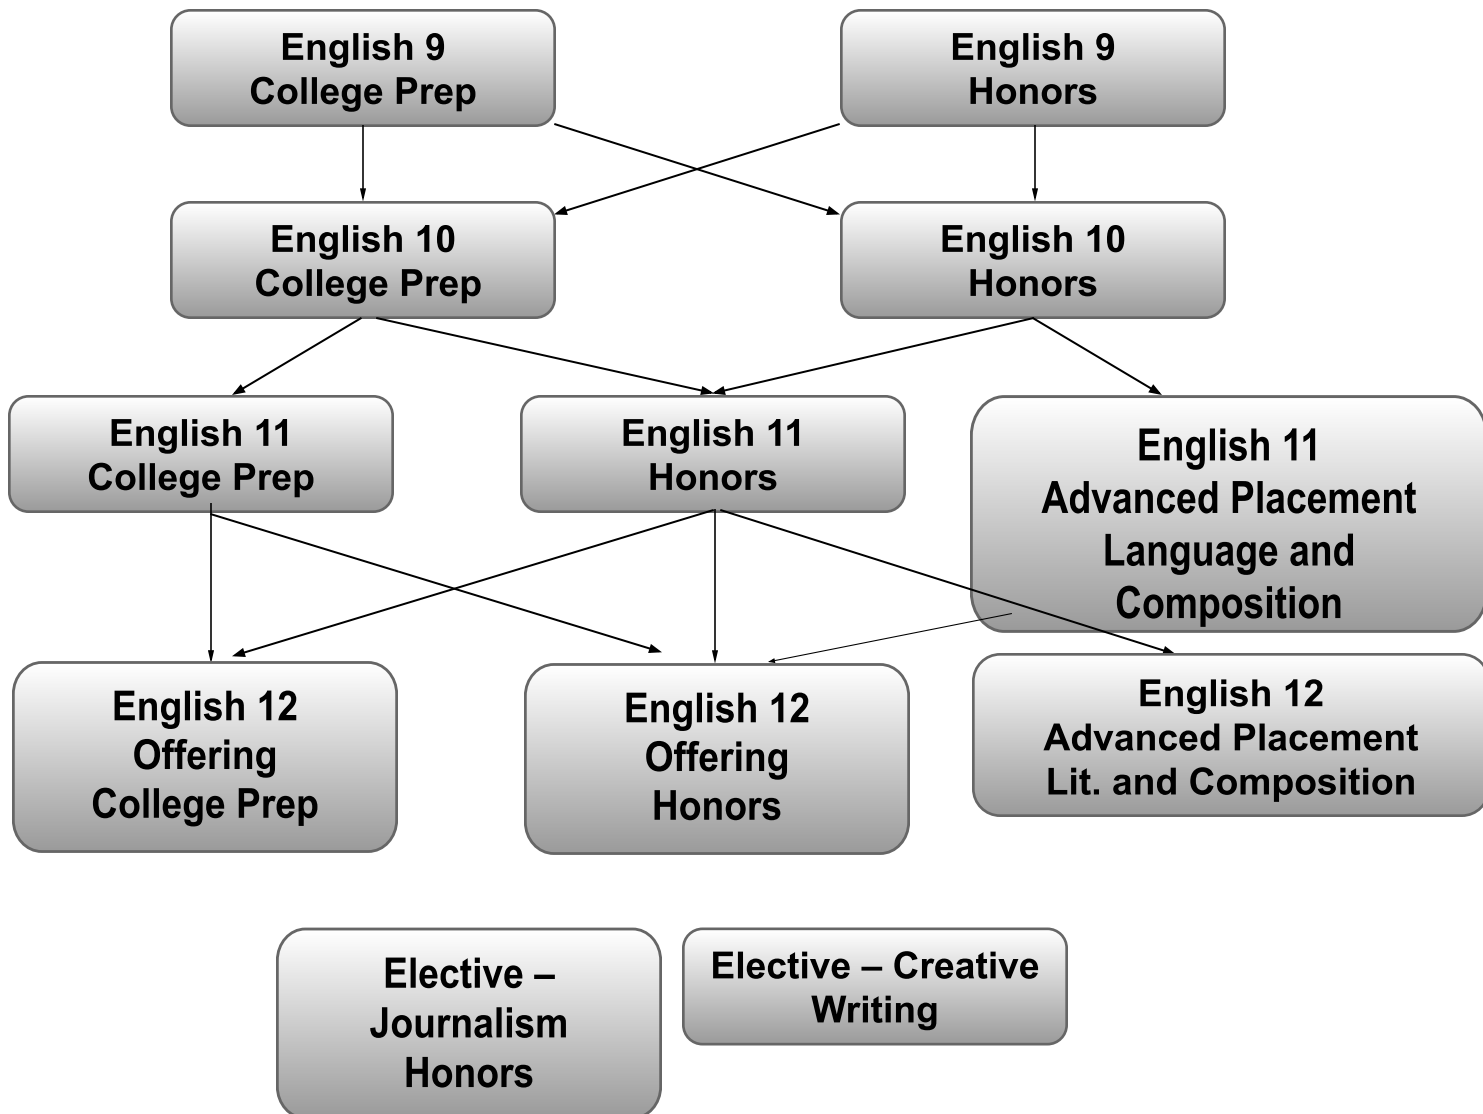 English 9
College Prep
English 9
Honors
English 10
College Prep
English 10
Honors
English 11
College Prep
English 11
Honors
English 11
Advanced Placement
Language and
Composition
English 12
Offering
College Prep
English 12
Offering
Honors
English 12
Advanced Placement
Lit. and Composition
Elective –
Journalism
Honors
Elective – Creative
Writing